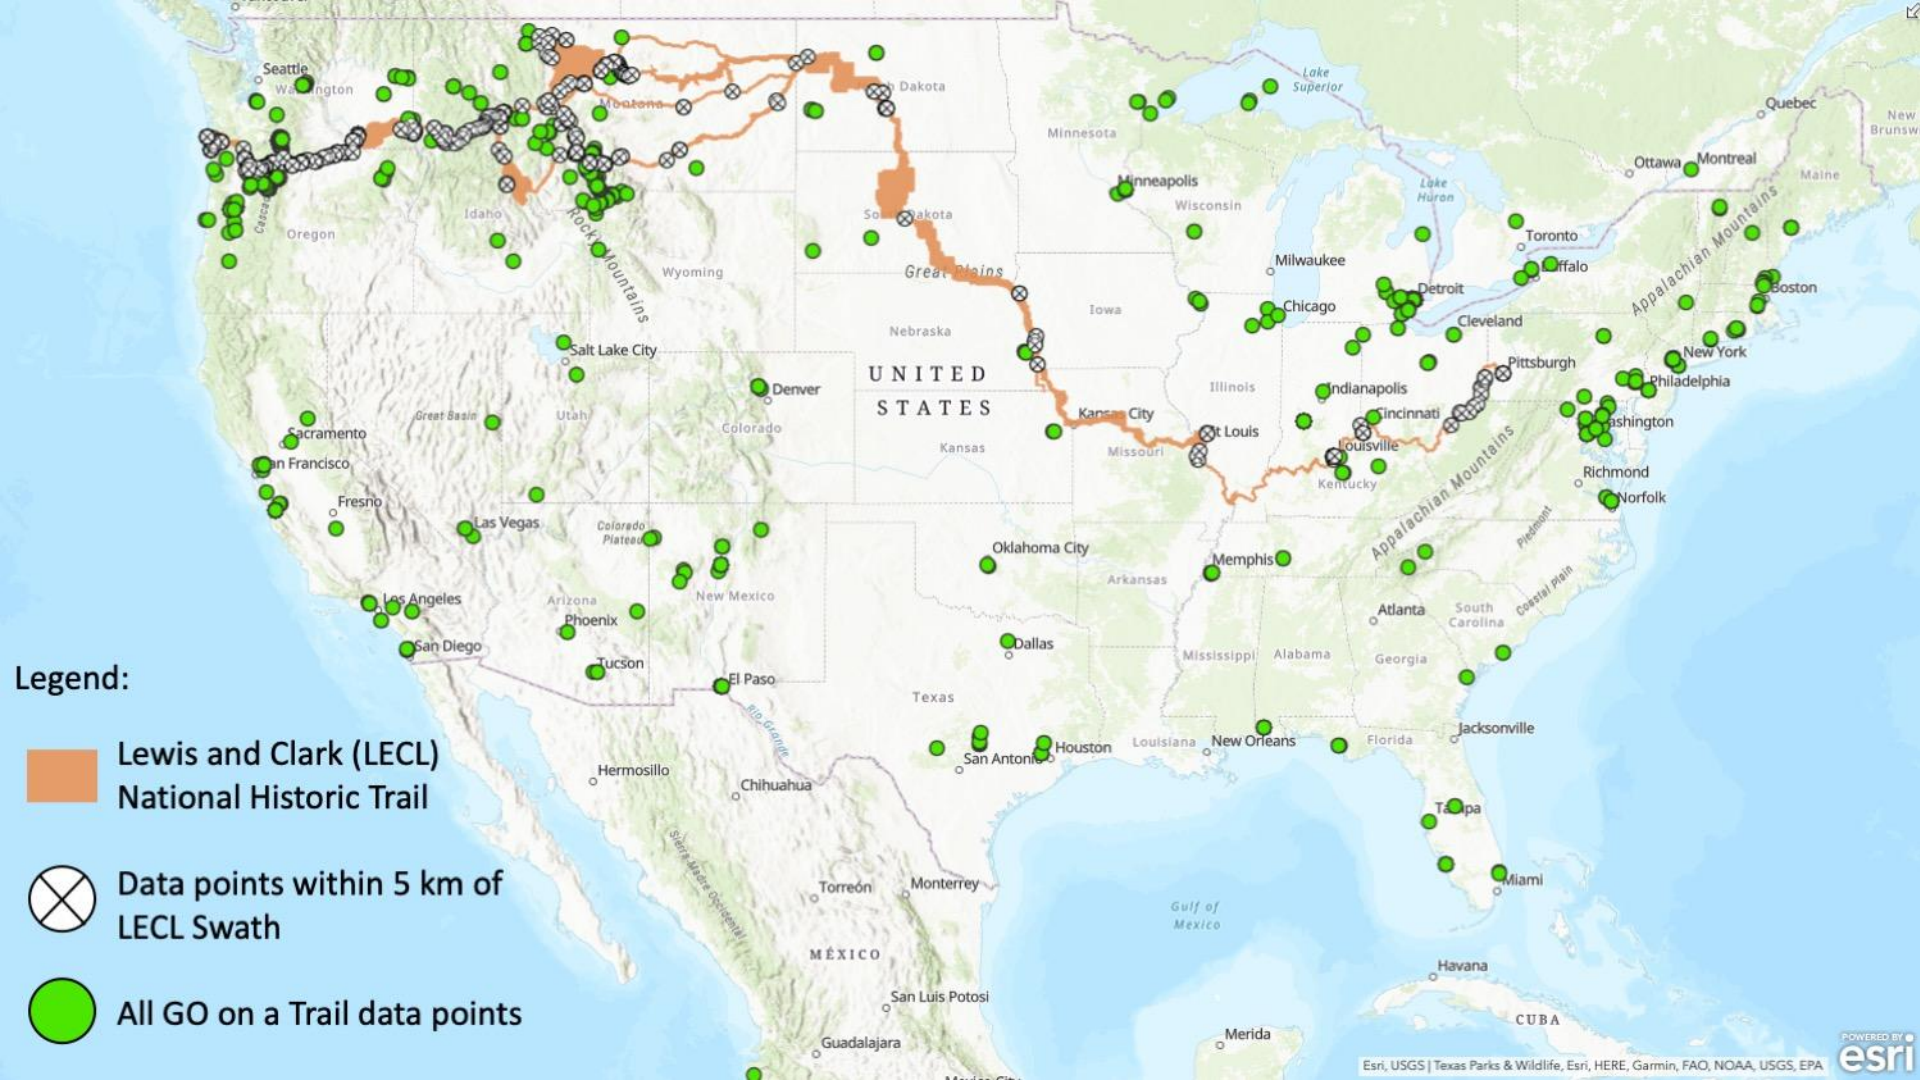 Seattle
Washington
Montana
North Dakota
Minnesota
Lake
Superior
Quebec
New
Brunsw
Ottawa
Montreal
Maine
Minneapolis
Wisconsin
Lake
Huron
Idaho
Oregon
Cascade
Rocky Mountains
South Dakota
Wyoming
Great Plains
Toronto
Milwaukee
Buffalo
Appalachian Mountains
Detroit
Boston
Chicago
Iowa
Cleveland
Nebraska
Salt Lake City
New York
Pittsburgh
UNITED
STATES
Denver
Illinois
Indianapolis
Philadelphia
Great Basin
Utah
Colorado
Kansas City
Cincinnati
Washington
Sacramento
St Louis
Kansas
Missouri
Louisville
San Francisco
Richmond
Kentucky
Appalachian Mountains
Fresno
Norfolk
Las Vegas
Colorado
Plateau
Piedmont
Oklahoma City
Memphis
Arkansas
Los Angeles
Arizona
New Mexico
Coastal Plain
Atlanta
South
Carolina
Phoenix
San Diego
Dallas
Mississippi
Alabama
Georgia
Tucson
El Paso
Texas
Rio Grande
Jacksonville
New Orleans
Florida
Louisiana
Houston
San Antonio
Hermosillo
Chihuahua
Tampa
Sierra Madre Occidental
Torreón
Monterrey
Miami
Gulf of
Mexico
MÉXICO
Havana
San Luis Potosi
CUBA
Merida
Guadalajara
Mexico City
Legend:
Lewis and Clark (LECL)
National Historic Trail
Data points within 5 km of
LECL Swath
All GO on a Trail data points
POWERED BY
esri
Esri, USGS | Texas Parks & Wildlife, Esri, HERE, Garmin, FAO, NOAA, USGS, EPA